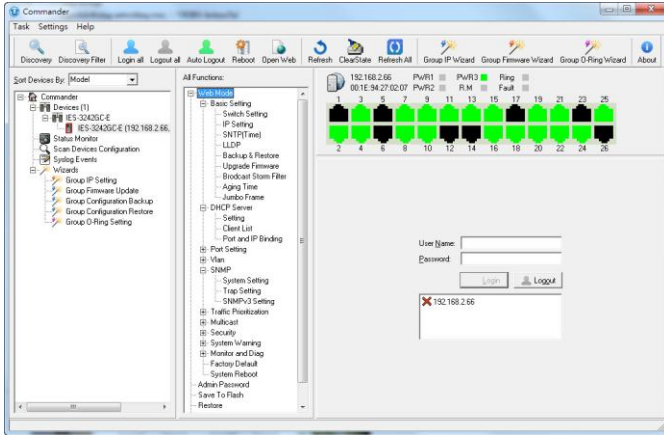 Commander
Task Settings Help
Discovery Discovery Filter Login all Logout all Auto Logout Reboot Open Web Refresh ClearState Refresh All Group IP Wizard Group Firmware Wizard Group O-Ring Wizard About
Sort Devices By: Model
Commander
Devices (1)
IES-3242GC-E
IES-3242GC-E (192.168.2.66,
Status Monitor
Scan Devices Configuration
Syslog Events
Wizards
Group IP Setting
Group Firmware Update
Group Configuration Backup
Group Configuration Restore
Group O-Ring Setting
All Functions:
Web Mode
Basic Setting
Switch Setting
IP Setting
SNTP(Time)
LLDP
Backup & Restore
Upgrade Firmware
Brodcast Storm Filter
Aging Time
Jumbo Frame
DHCP Server
Setting
Client List
Port and IP Binding
Port Setting
Vlan
SNMP
System Setting
Trap Setting
SNMPv3 Setting
Traffic Prioritization
Multicast
Security
System Warning
Monitor and Diag
Factory Default
System Reboot
Admin Password
Save To Flash
Restore
192.168.2.66 PWR1 PWR3 Ring
00:1E:94:27:02:07 PWR2 R.M Fault
1 3 5 7 9 11 13 15 17 19 21 23 25
2 4 6 8 10 12 14 16 18 20 22 24 26
User Name:
Password:
Login Logout
192.168.2.66